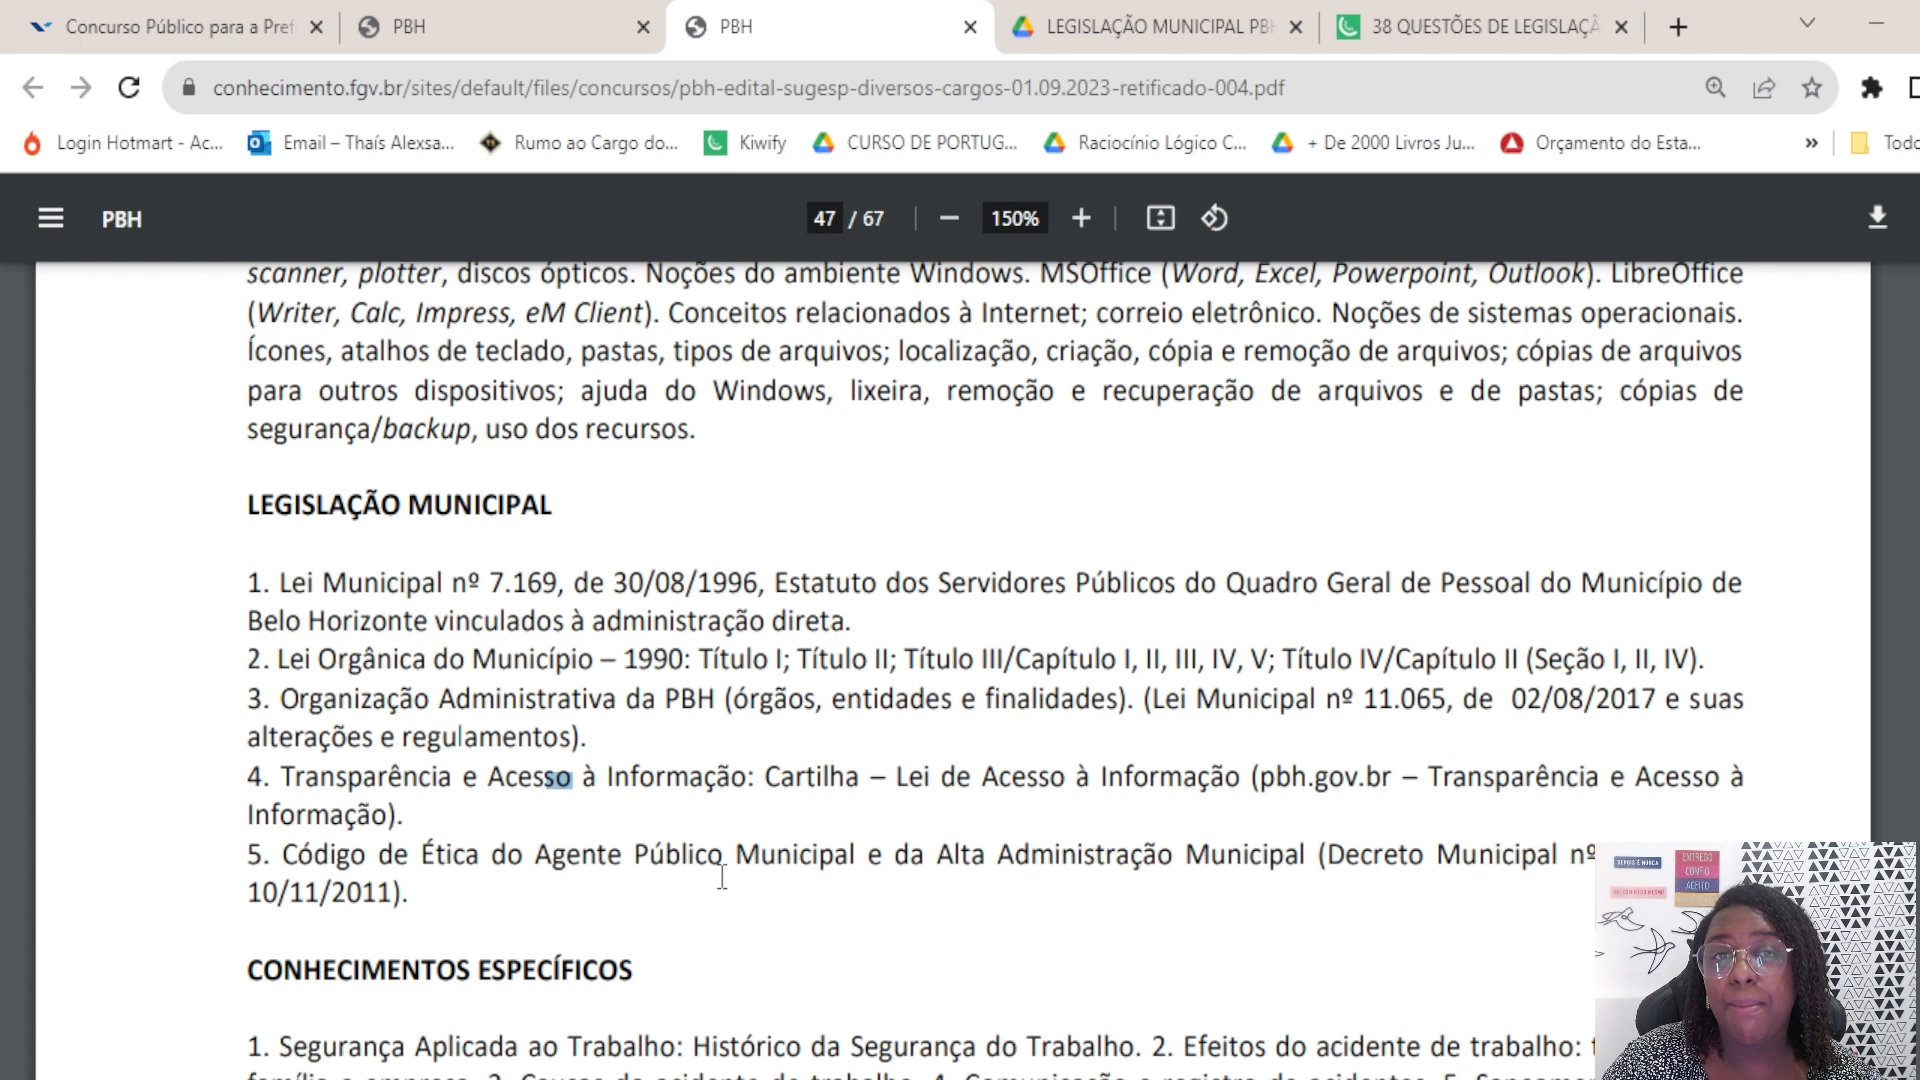 Concurso Público para a Pref
PBH
PBH
LEGISLAÇÃO MUNICIPAL PBH
38 QUESTÕES DE LEGISLAÇÃ
conhecimento.fgv.br/sites/default/files/concursos/pbh-edital-sugesp-diversos-cargos-01.09.2023-retificado-004.pdf
Login Hotmart - Ac...
Email – Thaís Alexsa...
Rumo ao Cargo do...
Kiwify
CURSO DE PORTUG...
Raciocínio Lógico C...
+ De 2000 Livros Ju...
Orçamento do Esta...
»
Todo
PBH
47 / 67
150%
scanner, plotter, discos ópticos. Noções do ambiente Windows. MSOffice (Word, Excel, Powerpoint, Outlook). LibreOffice
(Writer, Calc, Impress, eM Client). Conceitos relacionados à Internet; correio eletrônico. Noções de sistemas operacionais.
Ícones, atalhos de teclado, pastas, tipos de arquivos; localização, criação, cópia e remoção de arquivos; cópias de arquivos
para outros dispositivos; ajuda do Windows, lixeira, remoção e recuperação de arquivos e de pastas; cópias de
segurança/backup, uso dos recursos.
LEGISLAÇÃO MUNICIPAL
1. Lei Municipal nº 7.169, de 30/08/1996, Estatuto dos Servidores Públicos do Quadro Geral de Pessoal do Município de
Belo Horizonte vinculados à administração direta.
2. Lei Orgânica do Município – 1990: Título I; Título II; Título III/Capítulo I, II, III, IV, V; Título IV/Capítulo II (Seção I, II, IV).
3. Organização Administrativa da PBH (órgãos, entidades e finalidades). (Lei Municipal nº 11.065, de 02/08/2017 e suas
alterações e regulamentos).
4. Transparência e Acesso à Informação: Cartilha – Lei de Acesso à Informação (pbh.gov.br – Transparência e Acesso à
Informação).
5. Código de Ética do Agente Público Municipal e da Alta Administração Municipal (Decreto Municipal nº
10/11/2011).
DEPOIS É NUNCA
ENTREGO
CONFIO
ACEITO
CONHECIMENTOS ESPECÍFICOS
1. Segurança Aplicada ao Trabalho: Histórico da Segurança do Trabalho. 2. Efeitos do acidente de trabalho: